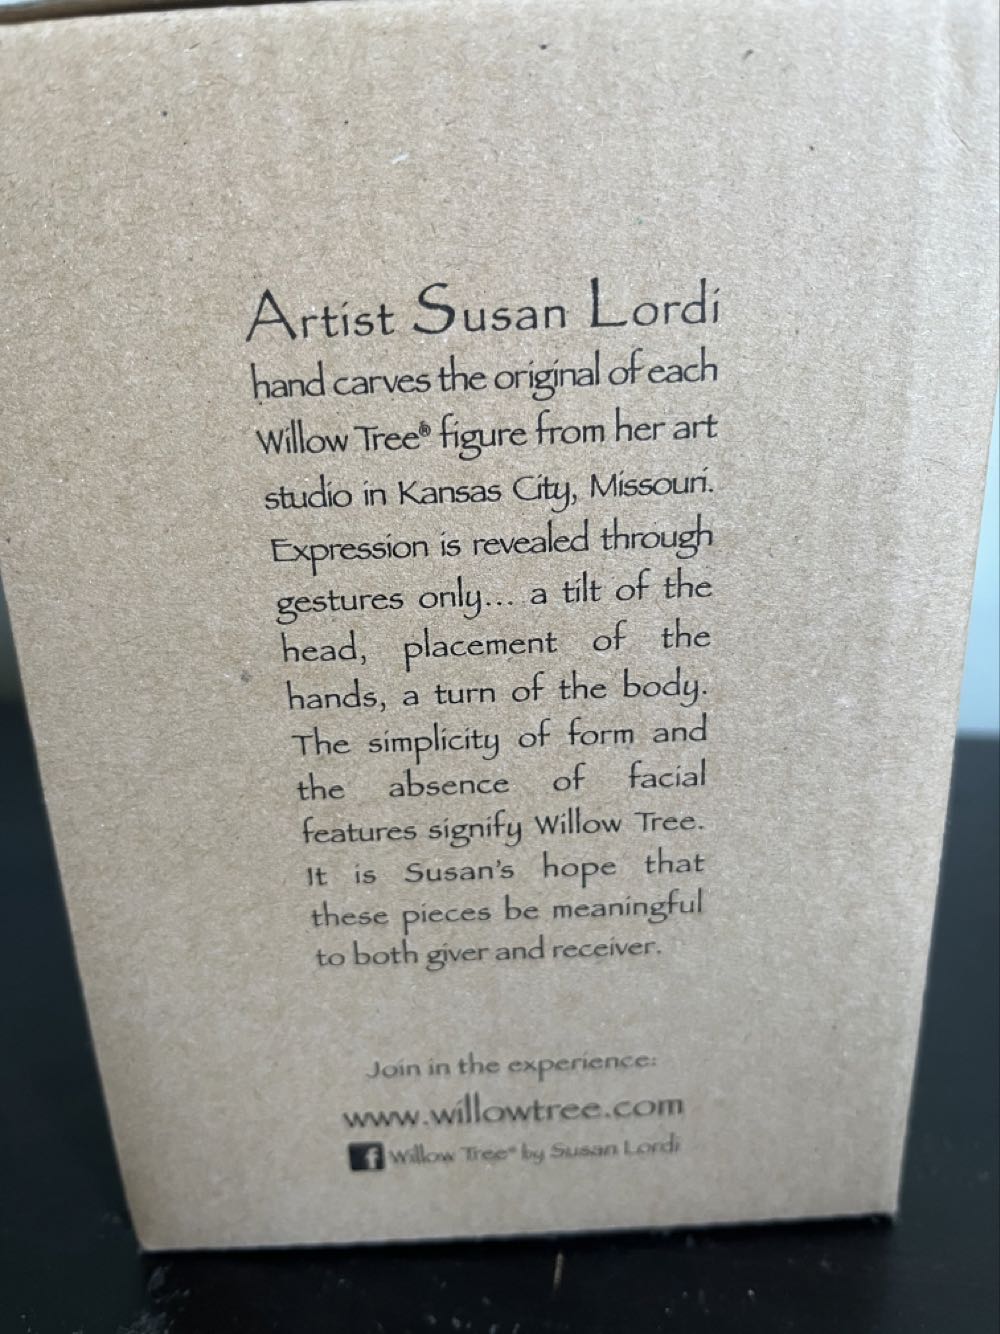 Artist Susan Lordi
hand carves the original of each
Willow Tree® figure from her art
studio in Kansas City, Missouri.
Expression is revealed through
gestures only... a tilt of the
head, placement of the
hands, a turn of the body.
The simplicity of form and
the absence of facial
features signify Willow Tree.
It is Susan's hope that
these pieces be meaningful
to both giver and receiver.
Join in the experience:
www.willowtree.com
f Willow Tree® by Susan Lordi